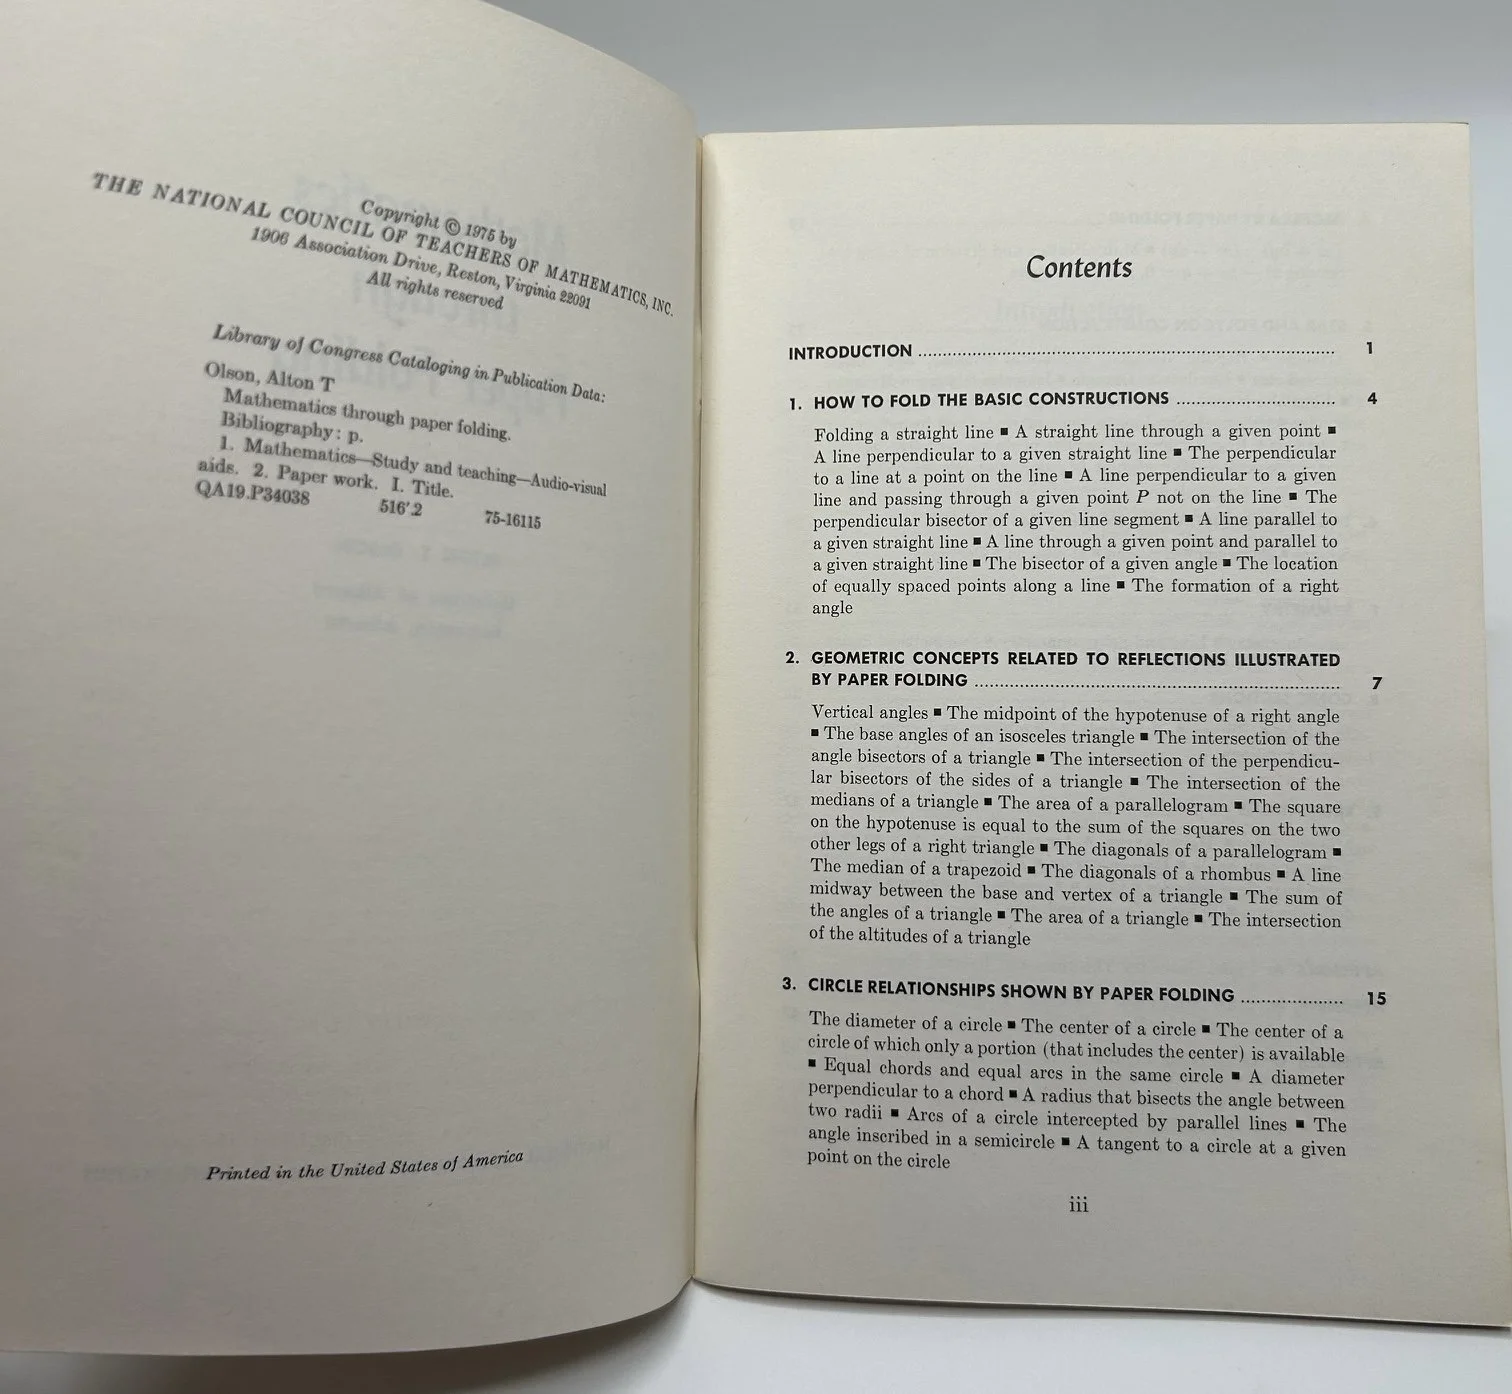 Copyright © 1975 by
THE NATIONAL COUNCIL OF TEACHERS OF MATHEMATICS, INC.
1906 Association Drive, Reston, Virginia 22091
All rights reserved
Library of Congress Cataloging in Publication Data:
Olson, Alton T
Mathematics through paper folding.
Bibliography: p.
1. Mathematics—Study and teaching—Audio-visual
aids. 2. Paper work. I. Title.
QA19.P34038 516'.2 75-16115
Printed in the United States of America
Contents
INTRODUCTION .......... 1
1. HOW TO FOLD THE BASIC CONSTRUCTIONS .......... 4
Folding a straight line ■ A straight line through a given point ■
A line perpendicular to a given straight line ■ The perpendicular
to a line at a point on the line ■ A line perpendicular to a given
line and passing through a given point P not on the line ■ The
perpendicular bisector of a given line segment ■ A line parallel to
a given straight line ■ A line through a given point and parallel to
a given straight line ■ The bisector of a given angle ■ The location
of equally spaced points along a line ■ The formation of a right
angle
2. GEOMETRIC CONCEPTS RELATED TO REFLECTIONS ILLUSTRATED
BY PAPER FOLDING .......... 7
Vertical angles ■ The midpoint of the hypotenuse of a right angle
■ The base angles of an isosceles triangle ■ The intersection of the
angle bisectors of a triangle ■ The intersection of the perpendicu-
lar bisectors of the sides of a triangle ■ The intersection of the
medians of a triangle ■ The area of a parallelogram ■ The square
on the hypotenuse is equal to the sum of the squares on the two
other legs of a right triangle ■ The diagonals of a parallelogram ■
The median of a trapezoid ■ The diagonals of a rhombus ■ A line
midway between the base and vertex of a triangle ■ The sum of
the angles of a triangle ■ The area of a triangle ■ The intersection
of the altitudes of a triangle
3. CIRCLE RELATIONSHIPS SHOWN BY PAPER FOLDING .......... 15
The diameter of a circle ■ The center of a circle ■ The center of a
circle of which only a portion (that includes the center) is available
■ Equal chords and equal arcs in the same circle ■ A diameter
perpendicular to a chord ■ A radius that bisects the angle between
two radii ■ Arcs of a circle intercepted by parallel lines ■ The
angle inscribed in a semicircle ■ A tangent to a circle at a given
point on the circle
iii